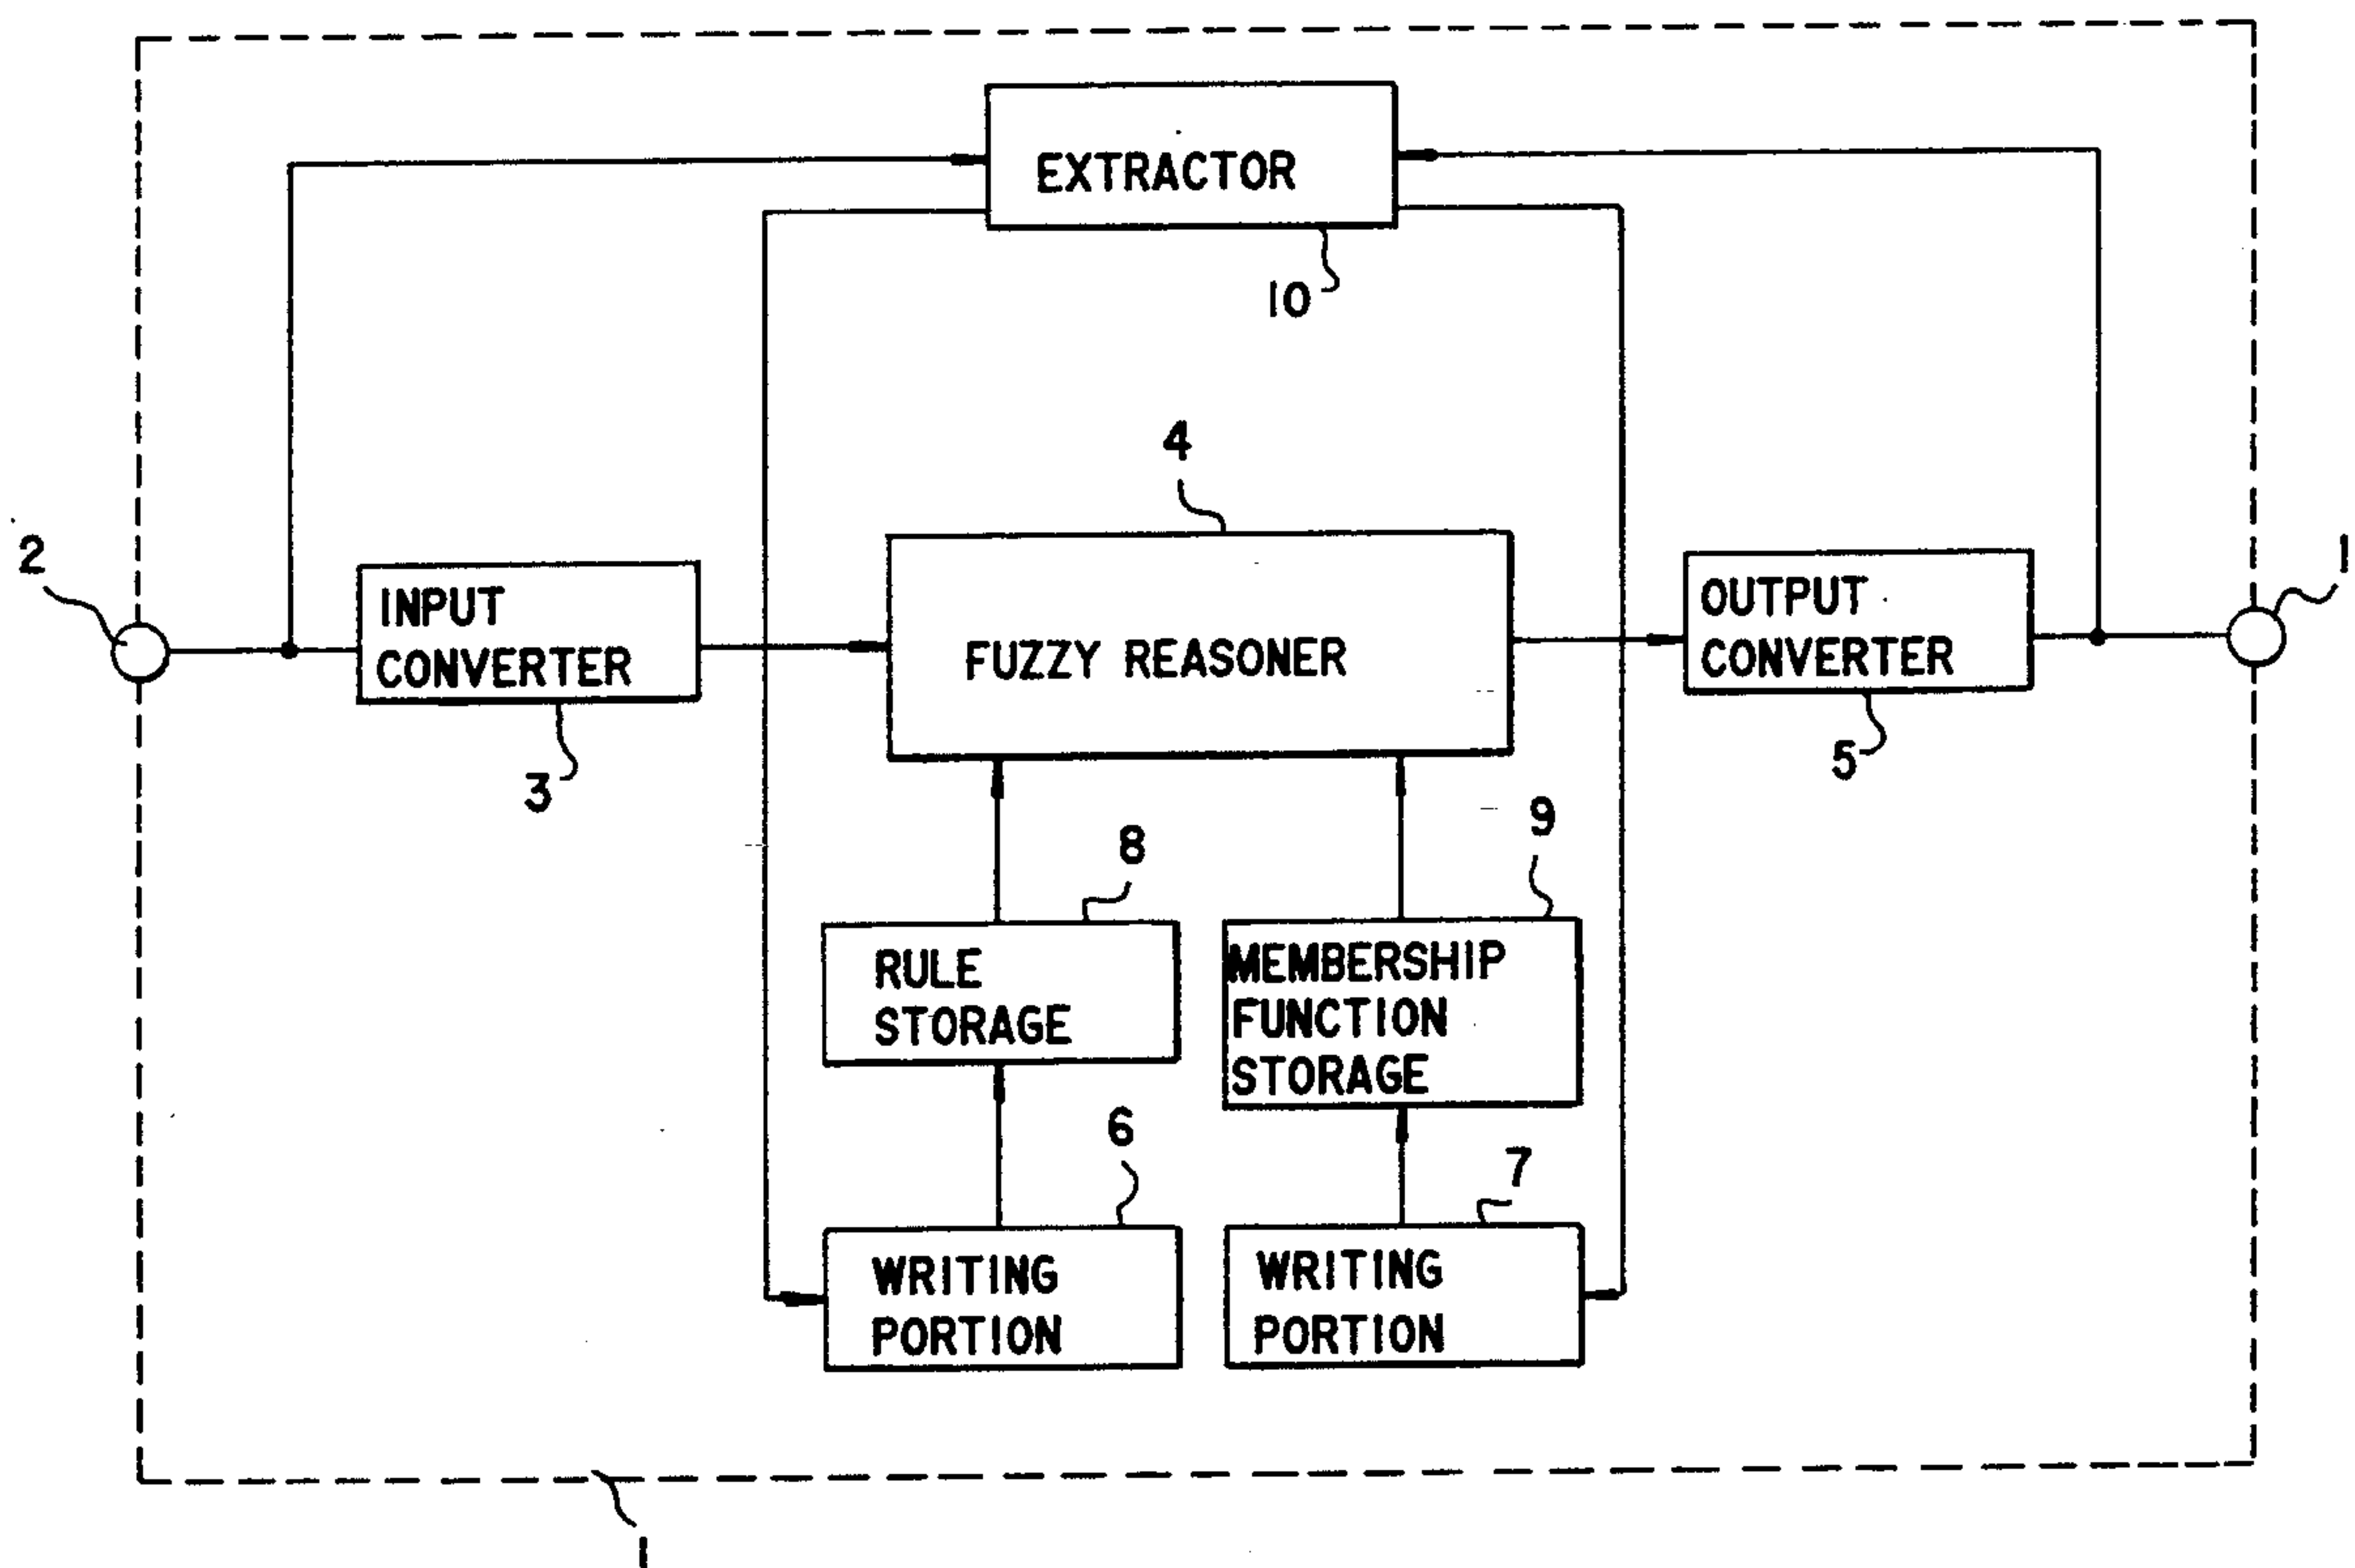 EXTRACTOR
10
4
2
INPUT
CONVERTER
3
FUZZY REASONER
OUTPUT
CONVERTER
5
1
8
9
RULE
STORAGE
MEMBERSHIP
FUNCTION
STORAGE
6
7
WRITING
PORTION
WRITING
PORTION
1